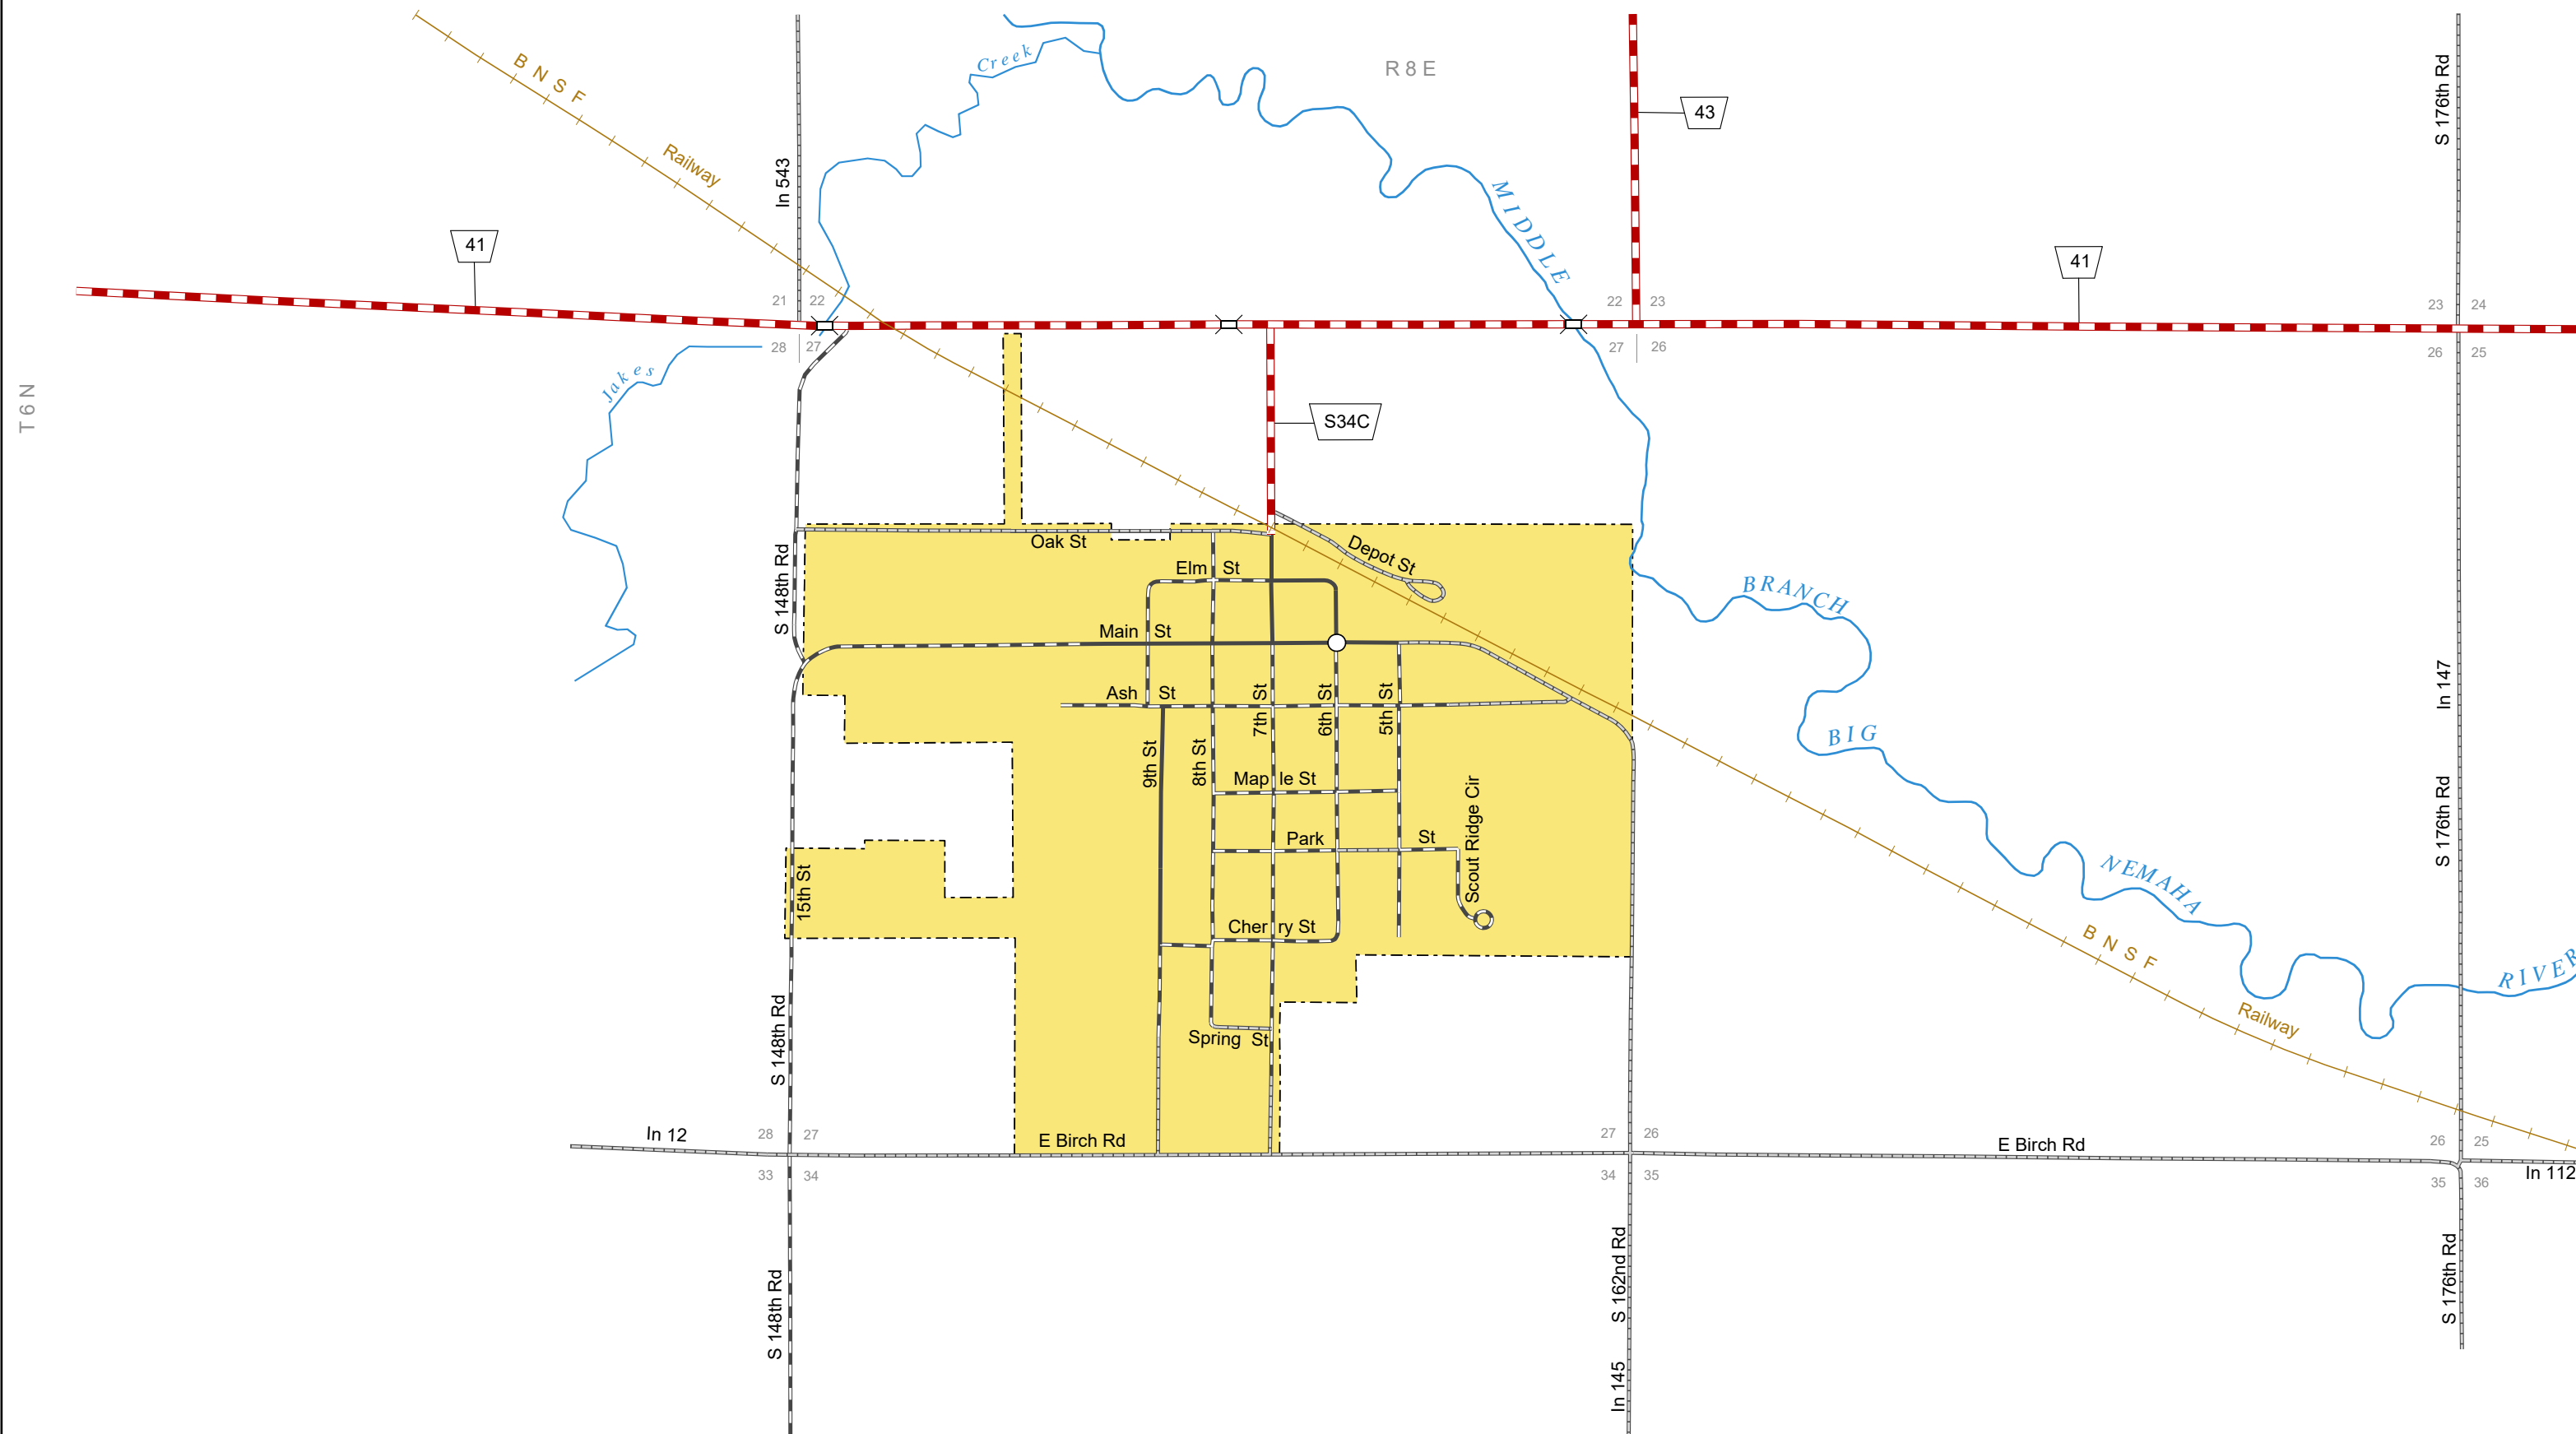 B N S F
Railway
Creek
R 8 E
43
S 176th Rd
In 543
MIDDLE
41
41
21 22
22 23
23 24
28 27
27 26
26 25
Jakes
T 6 N
S34C
Oak St
Depot St
Elm St
BRANCH
S 148th Rd
Main St
In 147
Ash St
7th St
6th St
5th St
BIG
9th St
8th St
Map le St
Scout Ridge Cir
S 176th Rd
Park St
15th St
NEMAHA
Cher ry St
B N S F
Railway
RIVER
S 148th Rd
Spring St
In 12
28 27
E Birch Rd
27 26
E Birch Rd
26 25
In 112
33 34
34 35
35 36
S 148th Rd
S 162nd Rd
S 176th Rd
In 145